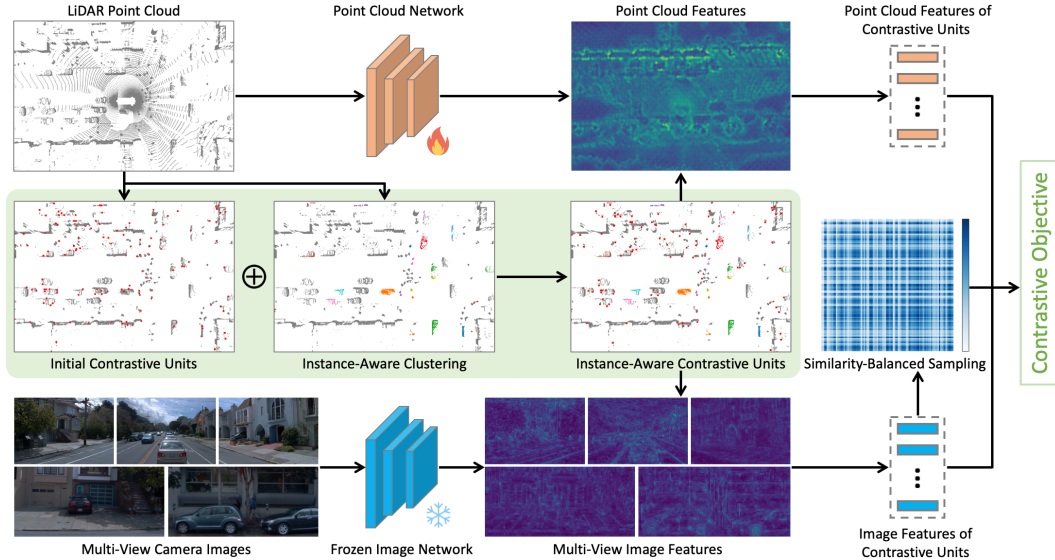 LiDAR Point Cloud
Point Cloud Network
Point Cloud Features
Point Cloud Features of
Contrastive Units
Initial Contrastive Units
Instance-Aware Clustering
Instance-Aware Contrastive Units
Similarity-Balanced Sampling
Contrastive Objective
Multi-View Camera Images
Frozen Image Network
Multi-View Image Features
Image Features of
Contrastive Units